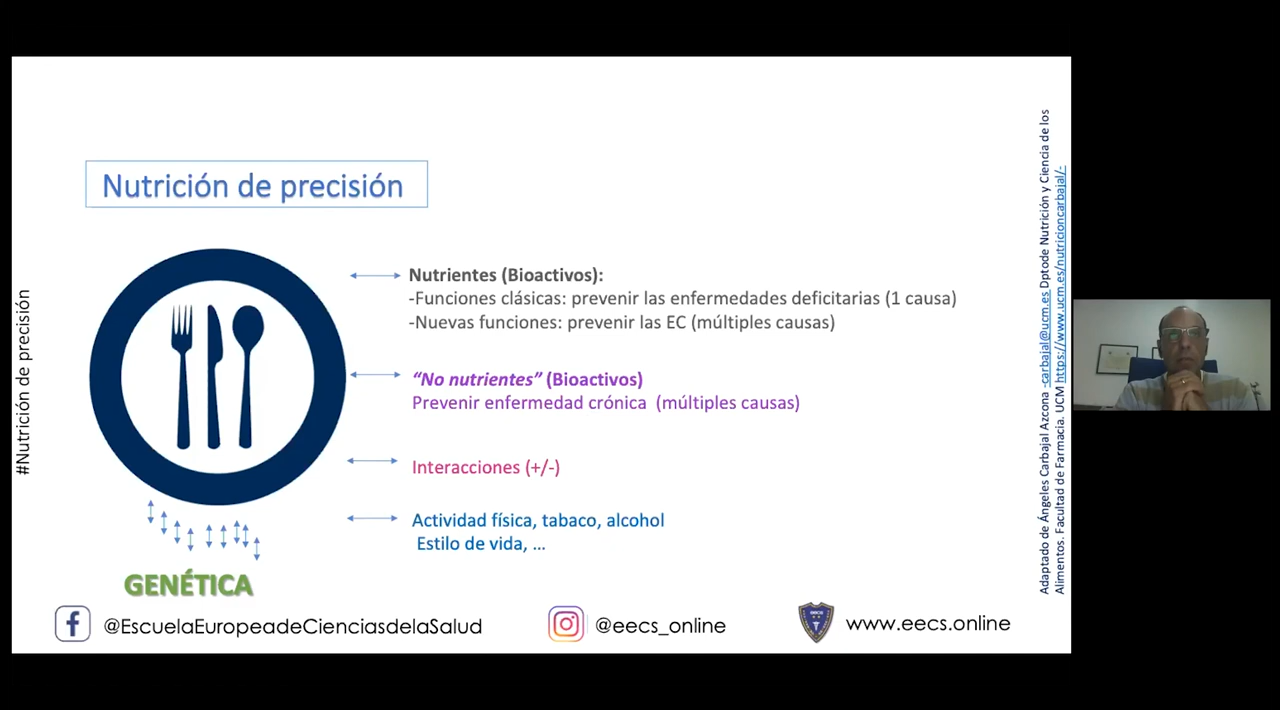 Nutrición de precisión
#Nutrición de precisión
Nutrientes (Bioactivos):
-Funciones clásicas: prevenir las enfermedades deficitarias (1 causa)
-Nuevas funciones: prevenir las EC (múltiples causas)
“No nutrientes” (Bioactivos)
Prevenir enfermedad crónica (múltiples causas)
Interacciones (+/-)
Actividad física, tabaco, alcohol
Estilo de vida, ...
GENÉTICA
@EscuelaEuropeadeCienciasdelaSalud
@eecs_online
www.eecs.online
Adaptado de Ángeles Carbajal Azcona -carbajal@ucm.es Dptode Nutrición y Ciencia de los
Alimentos. Facultad de Farmacia. UCM https://www.ucm.es/nutricioncarbajal/-